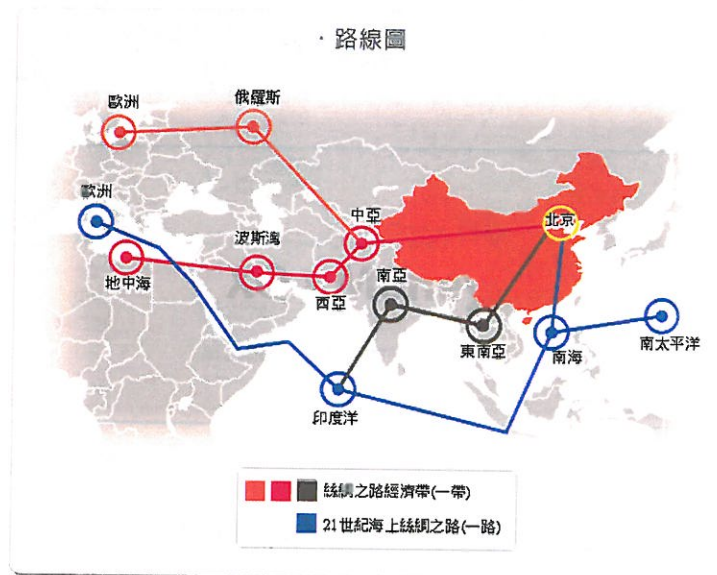 ·路線圖
歐洲
俄羅斯
歐洲
中亞
北京
波斯灣
地中海
西亞
南亞
東南亞
南海
南太平洋
印度洋
絲綢之路經濟帶(一帶)
21世紀海上絲綢之路(一路)